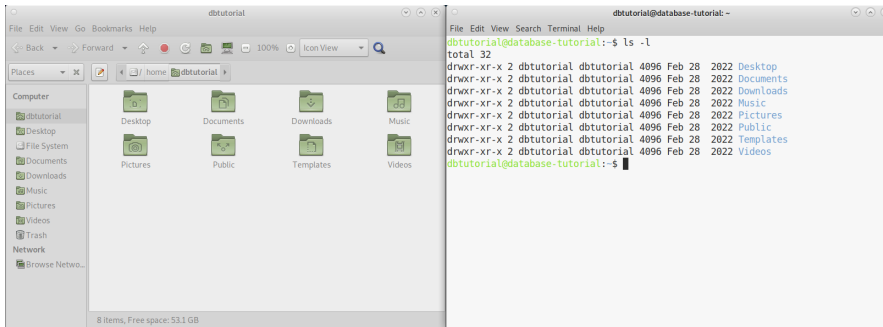 dbtutorial
File Edit View Go Bookmarks Help
Back Forward 100% Icon View
Places home dbtutorial
Computer
dbtutorial
Desktop
File System
Documents
Downloads
Music
Pictures
Videos
Trash
Network
Browse Netwo...
Desktop Documents Downloads Music
Pictures Public Templates Videos
8 items, Free space: 53.1 GB
dbtutorial@database-tutorial: ~
File Edit View Search Terminal Help
dbtutorial@database-tutorial:~$ ls -l
total 32
drwxr-xr-x 2 dbtutorial dbtutorial 4096 Feb 28  2022 Desktop
drwxr-xr-x 2 dbtutorial dbtutorial 4096 Feb 28  2022 Documents
drwxr-xr-x 2 dbtutorial dbtutorial 4096 Feb 28  2022 Downloads
drwxr-xr-x 2 dbtutorial dbtutorial 4096 Feb 28  2022 Music
drwxr-xr-x 2 dbtutorial dbtutorial 4096 Feb 28  2022 Pictures
drwxr-xr-x 2 dbtutorial dbtutorial 4096 Feb 28  2022 Public
drwxr-xr-x 2 dbtutorial dbtutorial 4096 Feb 28  2022 Templates
drwxr-xr-x 2 dbtutorial dbtutorial 4096 Feb 28  2022 Videos
dbtutorial@database-tutorial:~$